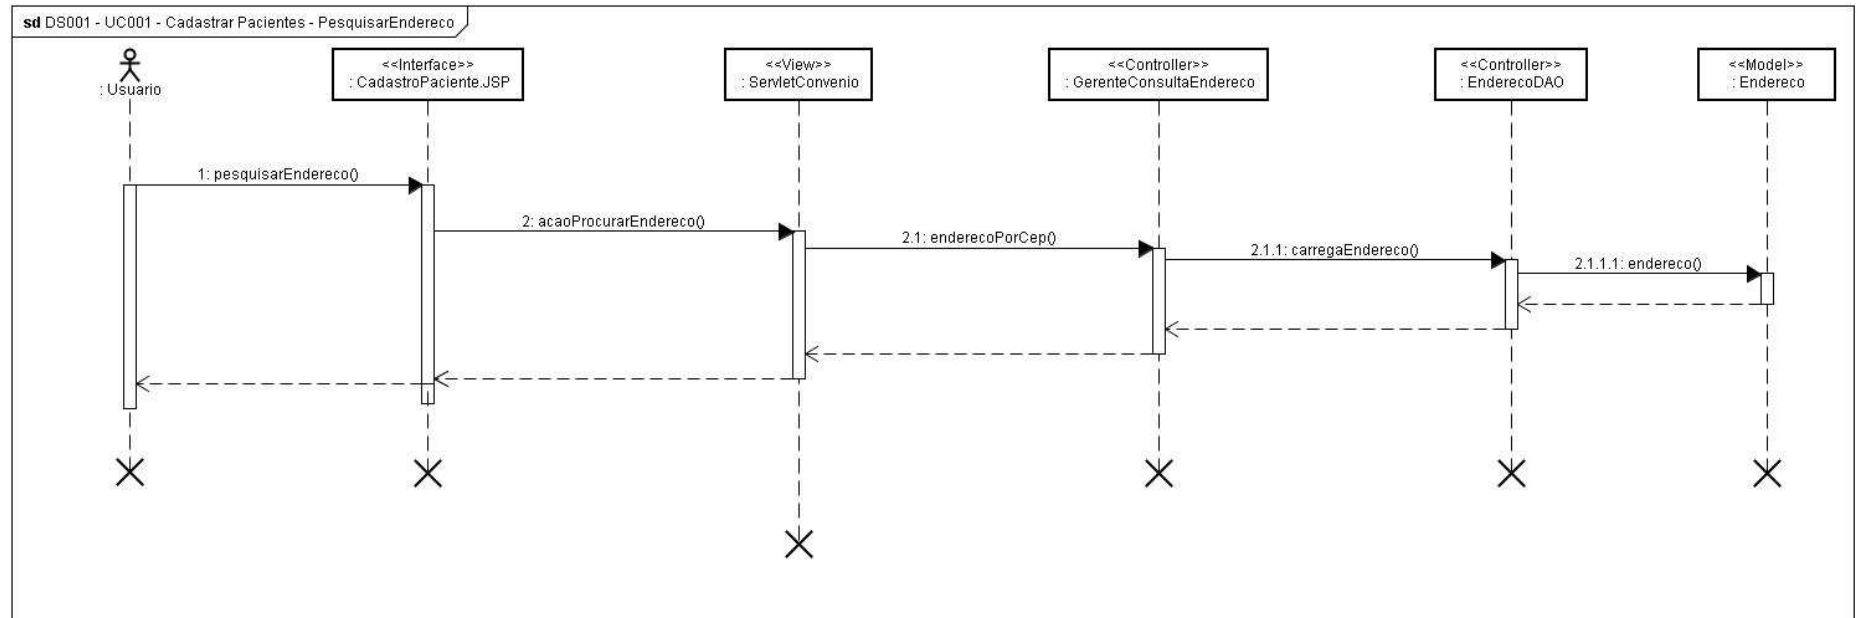 sd DS001 - UC001 - Cadastrar Pacientes - PesquisarEndereco
: Usuario
<<Interface>>
: CadastroPaciente.JSP
<<View>>
: ServletConvenio
<<Controller>>
: GerenteConsultaEndereco
<<Controller>>
: EnderecoDAO
<<Model>>
: Endereco
1: pesquisarEndereco()
2: acaoProcurarEndereco()
2.1: enderecoPorCep()
2.1.1: carregaEndereco()
2.1.1.1: endereco()